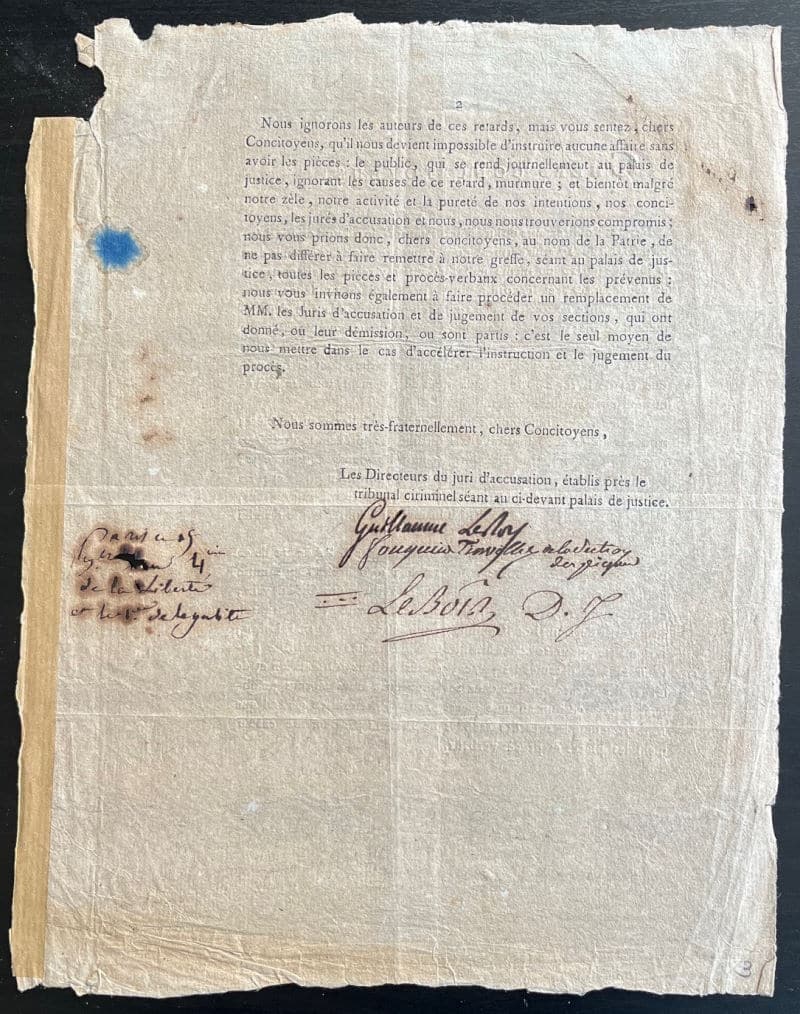 2
Nous ignorons les auteurs de ces retards, mais vous sentez, chers
Concitoyens, qu'il nous devient impossible d'instruire aucune affaire sans
avoir les pièces : le public, qui se rend journellement au palais de
justice, ignorant les causes de ce retard, murmure ; et bientôt malgré
notre zèle, notre activité et la pureté de nos intentions, nos conci-
toyens, les jurés d'accusation et nous, nous nous trouverions compromis ;
nous vous prions donc, chers concitoyens, au nom de la Patrie, de
ne pas différer à faire remettre à notre greffe, séant au palais de jus-
tice, toutes les pièces et procès-verbaux concernant les prévenus :
nous vous invitons également à faire procéder un remplacement de
MM. les Juris d'accusation et de jugement de vos sections, qui ont
donné, ou leur démission, ou sont partis : c'est le seul moyen de
nous mettre dans le cas d'accélérer l'instruction et le jugement du
procès.
Nous sommes très-fraternellement, chers Concitoyens,
Les Directeurs du juri d'accusation, établis près le
tribunal ciriminel séant au ci-devant palais de justice.
Guillaume Leroy
Fouquier Tinville
Paris
4
de la Liberté
et de legalité
LeBois D. J.